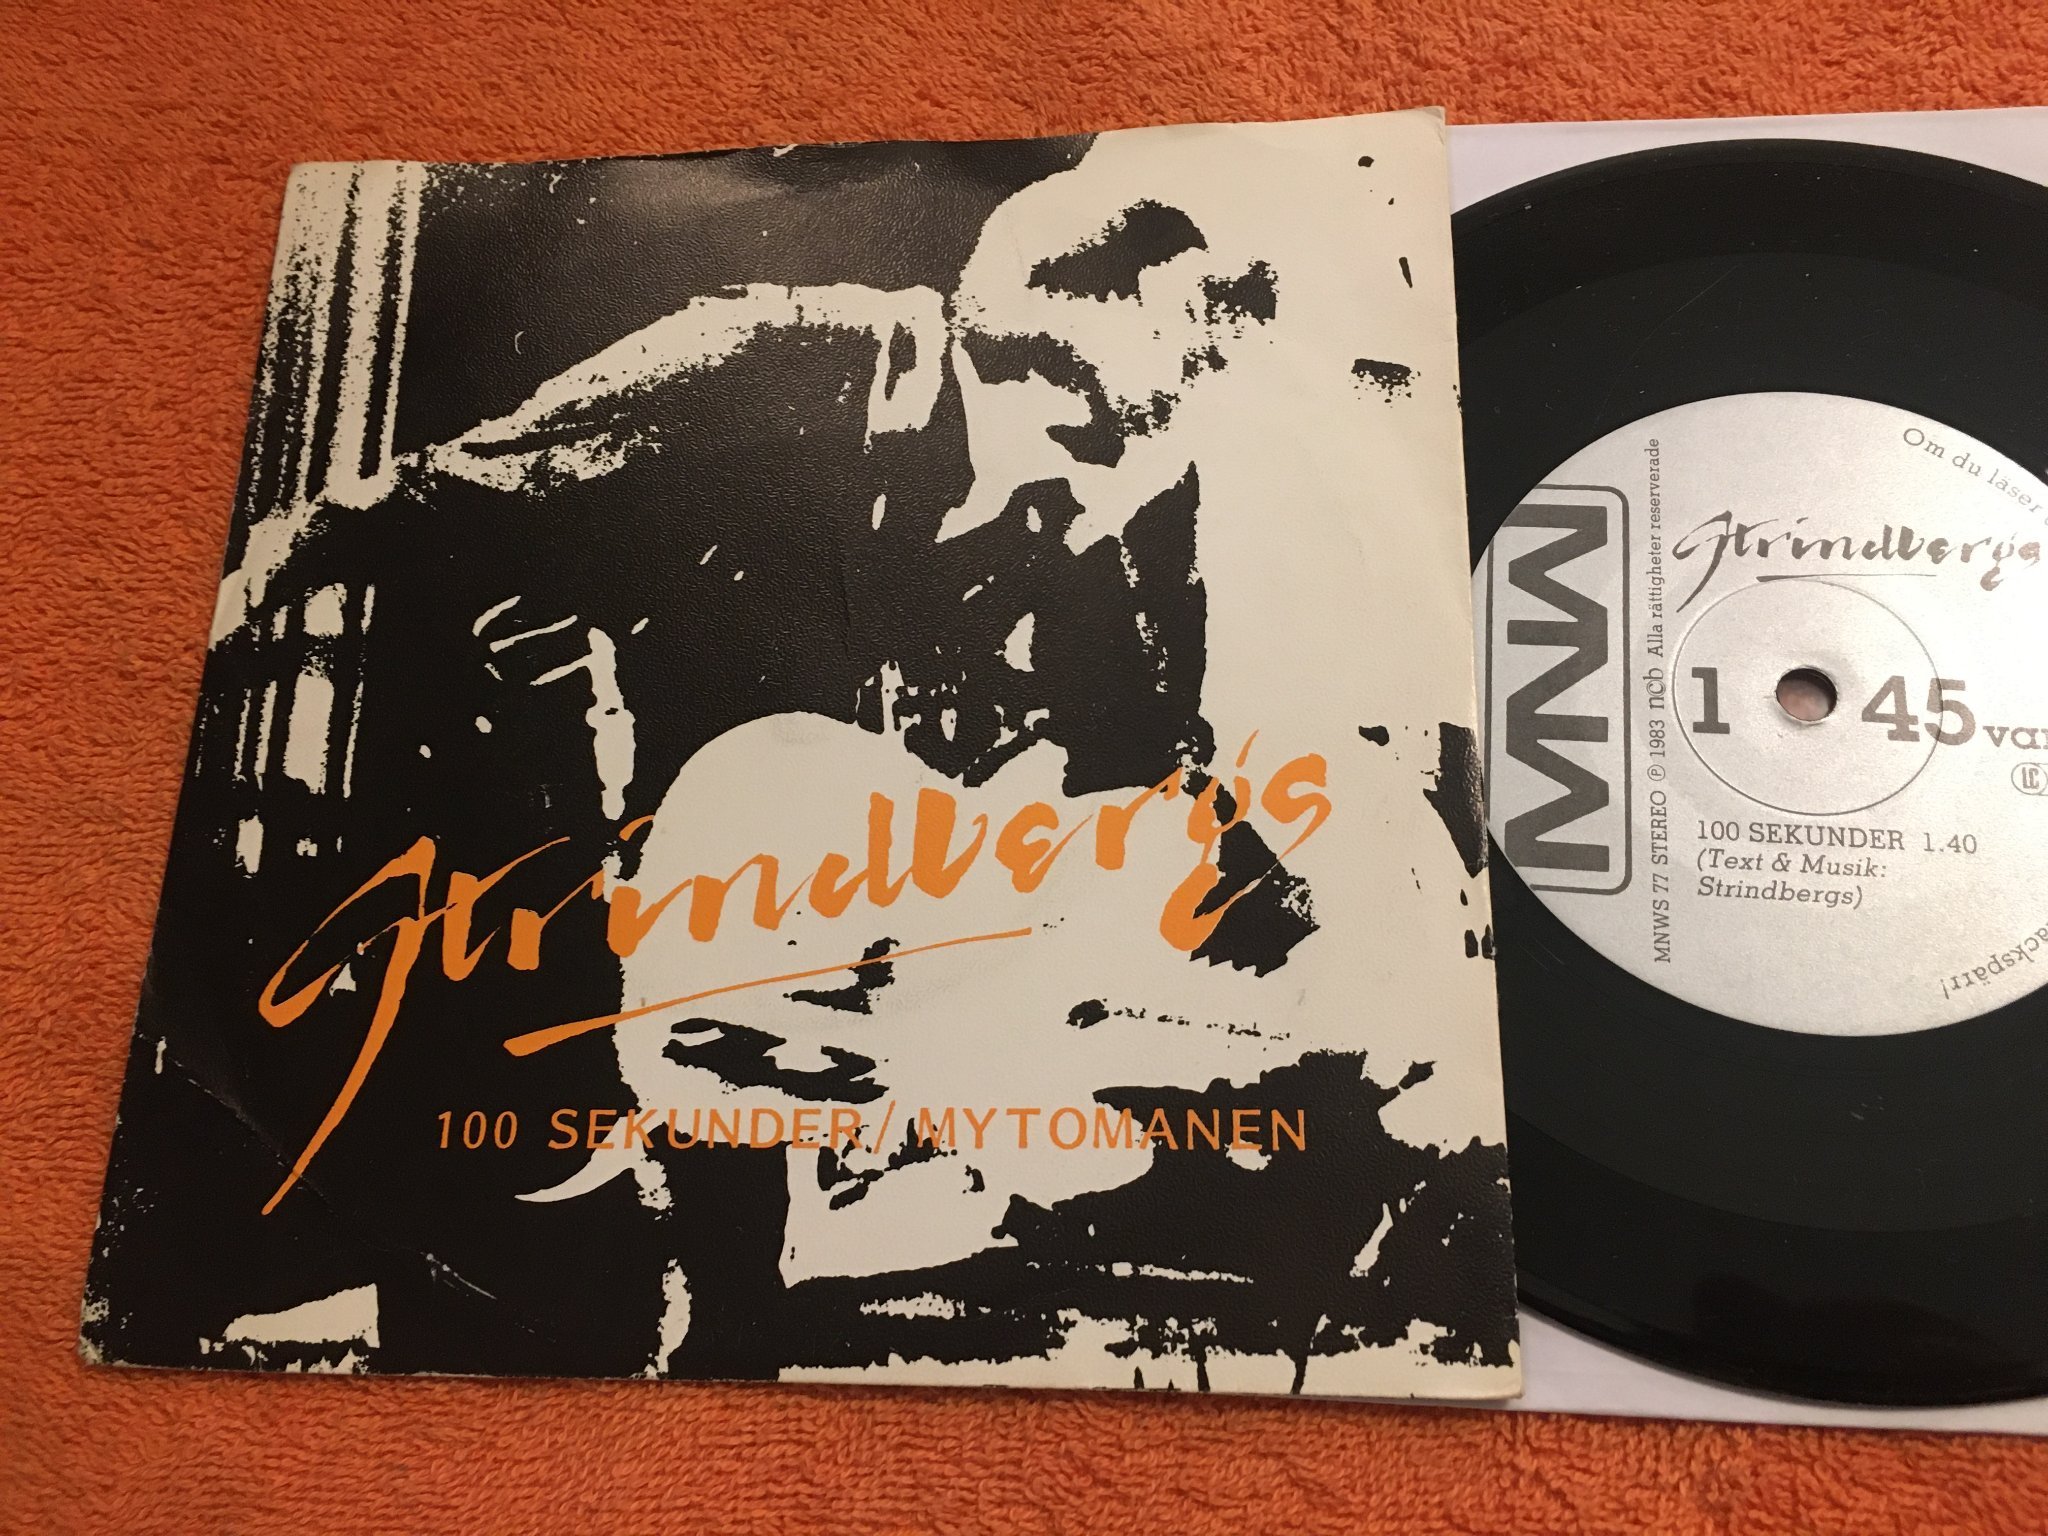 Strindbergs
100 SEKUNDER / MYTOMANEN
MNW
MNWS 77 STEREO ℗ 1983 ncb Alla rättigheter reserverade
Om du läser
Strindbergs
1 45
LC
100 SEKUNDER 1.40
(Text & Musik:
Strindbergs)